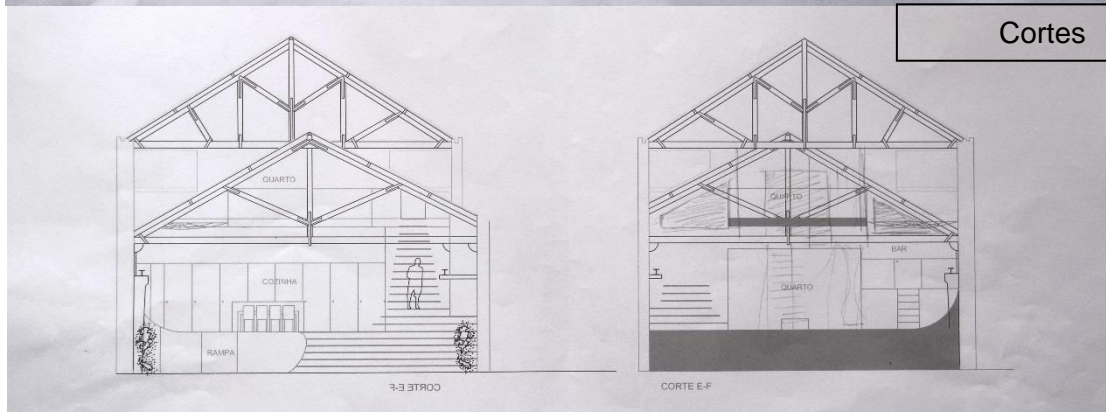 Cortes
QUARTO
COZINHA
RAMPA
CORTE E-F
QUARTO
BAR
QUARTO
CORTE E-F